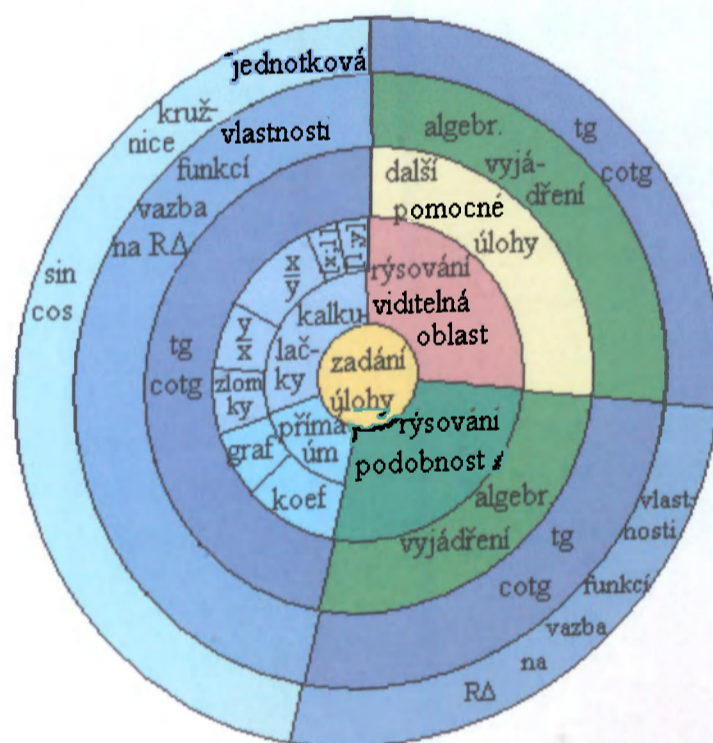 jednotková
kruž-
nice
sin
cos
vlastnosti
funkcí
vazba
na R∆
tg
cotg
[x;1]
[1;y]
x
y
y
x
zlom
ky
graf
koef
kalku
lač-
ky
přímá
úm
zadání
úlohy
rýsování
viditelná
oblast
další
pomocné
úlohy
algebr.
vyjá-
dření
tg
cotg
rýsování
podobnost
algebr.
vyjádření
tg
cotg
vlast
nosti
funkcí
vazba
na
R∆